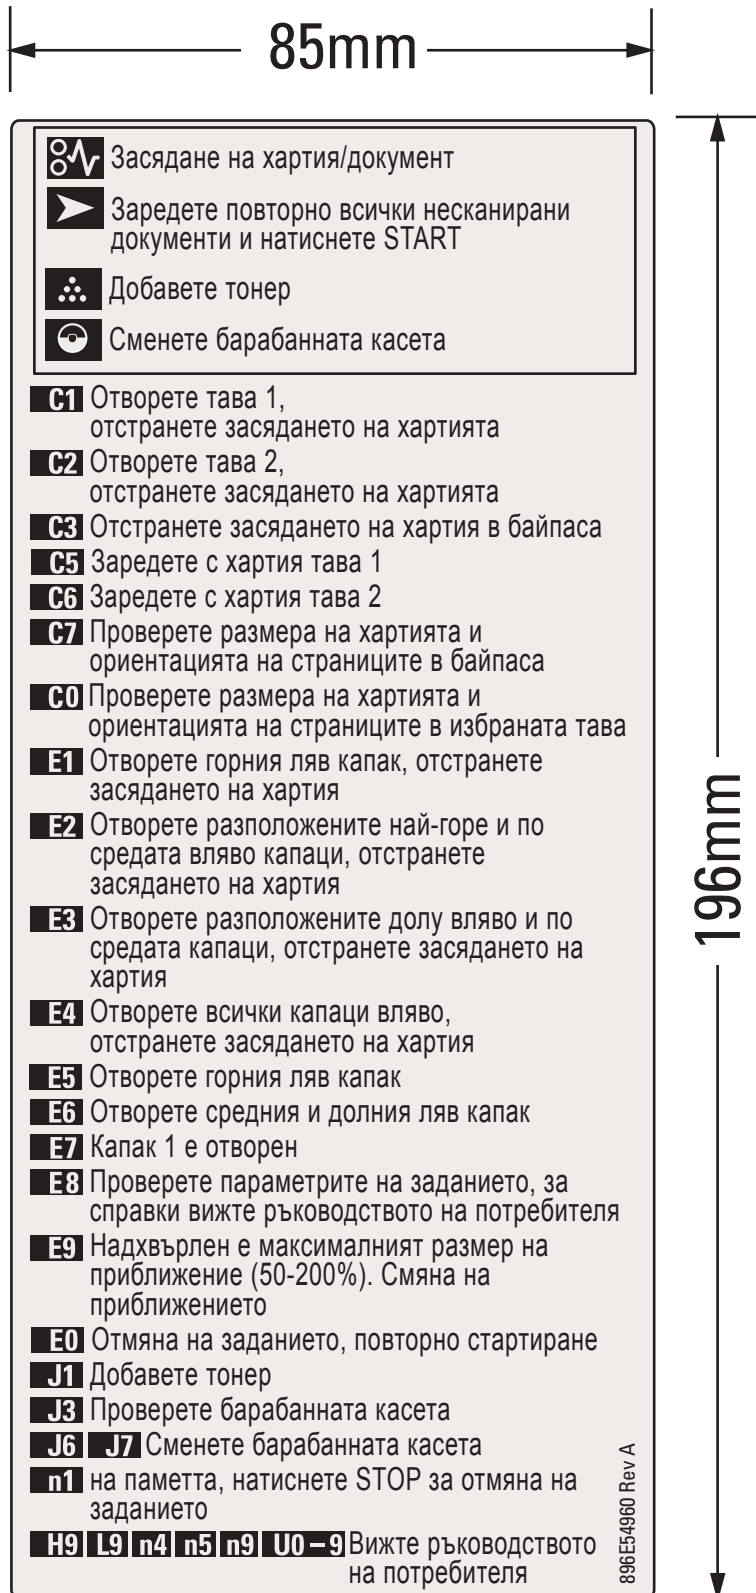 85mm
Засядане на хартия/документ
Заредете повторно всички несканирани
документи и натиснете START
Добавете тонер
Сменете барабанната касета
C1 Отворете тава 1,
отстранете засядането на хартията
C2 Отворете тава 2,
отстранете засядането на хартията
C3 Отстранете засядането на хартия в байпаса
C5 Заредете с хартия тава 1
C6 Заредете с хартия тава 2
C7 Проверете размера на хартията и
ориентацията на страниците в байпаса
C0 Проверете размера на хартията и
ориентацията на страниците в избраната тава
E1 Отворете горния ляв капак, отстранете
засядането на хартия
E2 Отворете разположените най-горе и по
средата вляво капаци, отстранете
засядането на хартия
E3 Отворете разположените долу вляво и по
средата капаци, отстранете засядането на
хартия
E4 Отворете всички капаци вляво,
отстранете засядането на хартия
E5 Отворете горния ляв капак
E6 Отворете средния и долния ляв капак
E7 Капак 1 е отворен
E8 Проверете параметрите на заданието, за
справки вижте ръководството на потребителя
E9 Надхвърлен е максималният размер на
приближение (50-200%). Смяна на
приближението
E0 Отмяна на заданието, повторно стартиране
J1 Добавете тонер
J3 Проверете барабанната касета
J6 J7 Сменете барабанната касета
n1 на паметта, натиснете STOP за отмяна на
заданието
H9 L9 n4 n5 n9 U0–9 Вижте ръководството
на потребителя
896E54960 Rev A
196mm